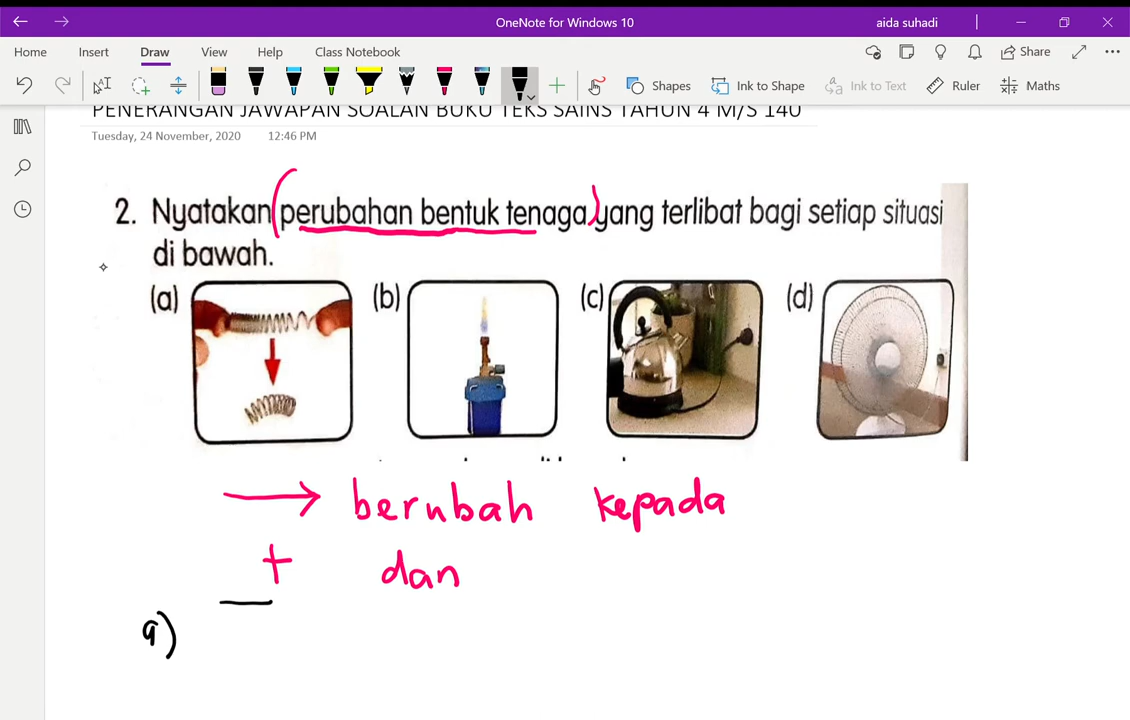 OneNote for Windows 10
aida suhadi
Home Insert Draw View Help Class Notebook
Share
Shapes Ink to Shape Ink to Text Ruler Maths
PENERANGAN JAWAPAN SOALAN BUKU TEKS SAINS TAHUN 4 M/S 140
Tuesday, 24 November, 2020 12:46 PM
2. Nyatakan (perubahan bentuk tenaga) yang terlibat bagi setiap situasi
di bawah.
(a) (b) (c) (d)
→ berubah kepada
+ dan
a)